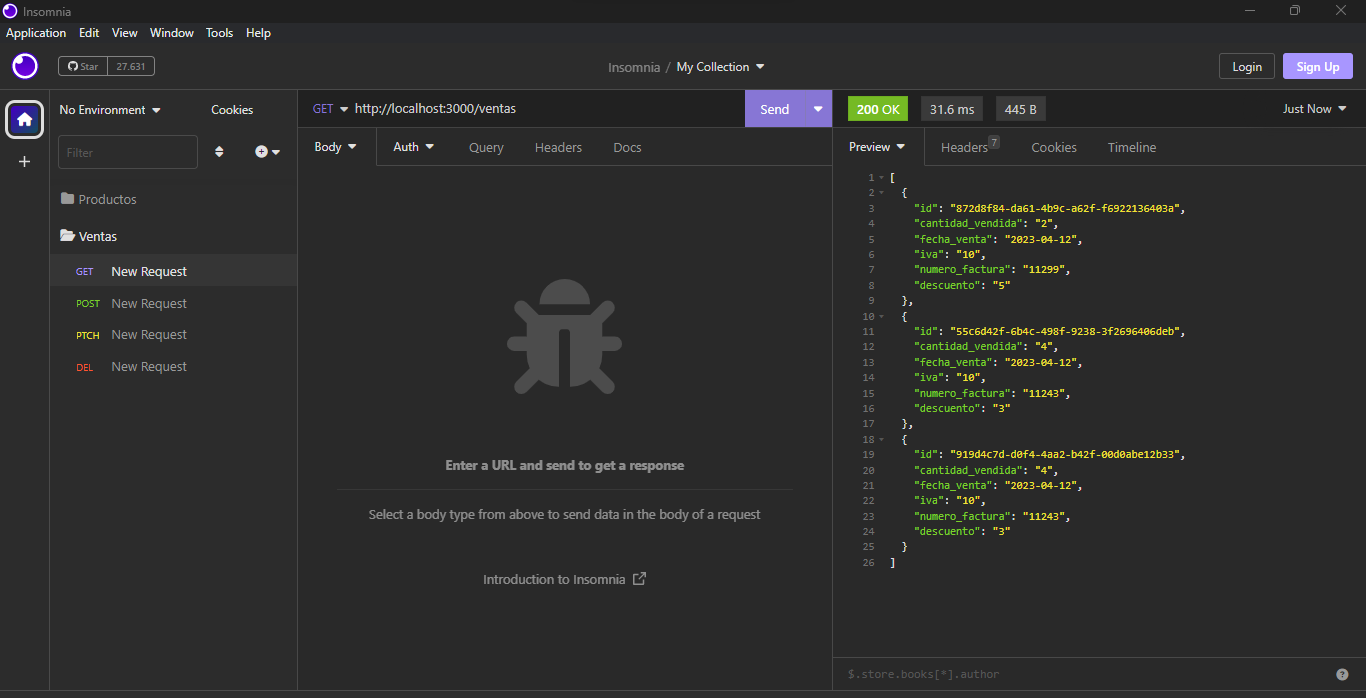 Insomnia
Application Edit View Window Tools Help
Star 27.631
Insomnia / My Collection
Login Sign Up
No Environment Cookies
Filter
Productos
Ventas
GET New Request
POST New Request
PTCH New Request
DEL New Request
GET http://localhost:3000/ventas Send
Body Auth Query Headers Docs
Enter a URL and send to get a response
Select a body type from above to send data in the body of a request
Introduction to Insomnia
200 OK 31.6 ms 445 B Just Now
Preview Headers 7 Cookies Timeline
1 [
2 {
3 "id": "872d8f84-da61-4b9c-a62f-f6922136403a",
4 "cantidad_vendida": "2",
5 "fecha_venta": "2023-04-12",
6 "iva": "10",
7 "numero_factura": "11299",
8 "descuento": "5"
9 },
10 {
11 "id": "55c6d42f-6b4c-498f-9238-3f2696406deb",
12 "cantidad_vendida": "4",
13 "fecha_venta": "2023-04-12",
14 "iva": "10",
15 "numero_factura": "11243",
16 "descuento": "3"
17 },
18 {
19 "id": "919d4c7d-d0f4-4aa2-b42f-00d0abe12b33",
20 "cantidad_vendida": "4",
21 "fecha_venta": "2023-04-12",
22 "iva": "10",
23 "numero_factura": "11243",
24 "descuento": "3"
25 }
26 ]
$.store.books[*].author